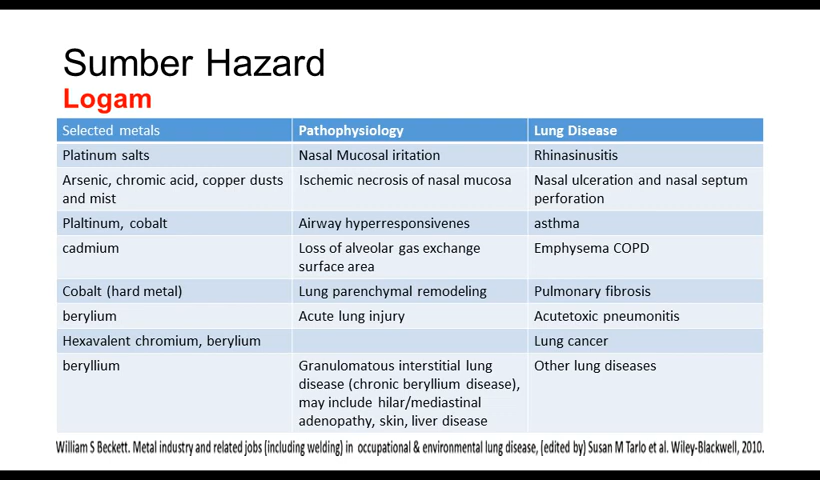 Sumber Hazard
Logam
Selected metals Pathophysiology Lung Disease
Platinum salts Nasal Mucosal iritation Rhinasinusitis
Arsenic, chromic acid, copper dusts Ischemic necrosis of nasal mucosa Nasal ulceration and nasal septum
and mist perforation
Plaltinum, cobalt Airway hyperresponsivenes asthma
cadmium Loss of alveolar gas exchange Emphysema COPD
surface area
Cobalt (hard metal) Lung parenchymal remodeling Pulmonary fibrosis
berylium Acute lung injury Acutetoxic pneumonitis
Hexavalent chromium, berylium Lung cancer
beryllium Granulomatous interstitial lung Other lung diseases
disease (chronic beryllium disease),
may include hilar/mediastinal
adenopathy, skin, liver disease
William S Beckett. Metal industry and related jobs (including welding) in occupational & environmental lung disease, (edited by) Susan M Tarlo et al. Wiley-Blackwell, 2010.